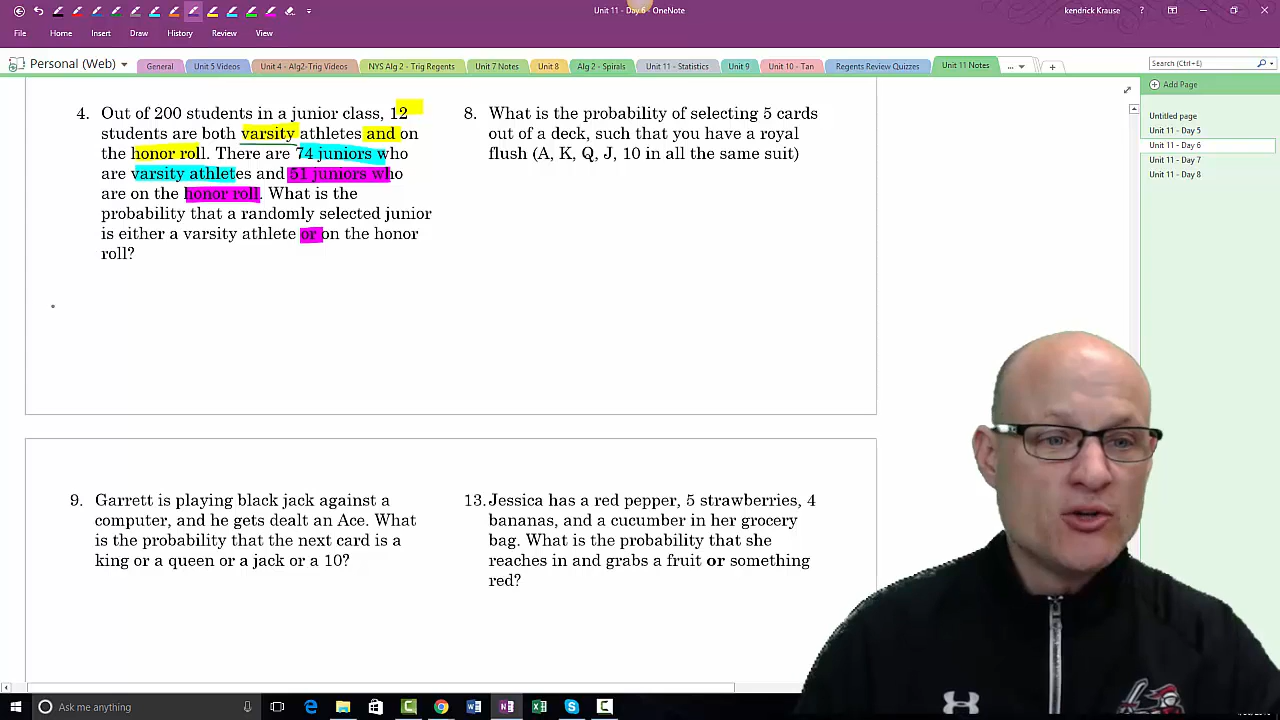 Unit 11 - Day 6 - OneNote
kendrick Krause
?
File Home Insert Draw History Review View
Personal (Web)
General
Unit 5 Videos
Unit 4 - Alg2-Trig Videos
NYS Alg 2 - Trig Regents
Unit 7 Notes
Unit 8
Alg 2 - Spirals
Unit 11 - Statistics
Unit 9
Unit 10 - Tan
Regents Review Quizzes
Unit 11 Notes
...
+
Search (Ctrl+E)
Add Page
Untitled page
Unit 11 - Day 5
Unit 11 - Day 6
Unit 11 - Day 7
Unit 11 - Day 8
4. Out of 200 students in a junior class, 12
students are both varsity athletes and on
the honor roll. There are 74 juniors who
are varsity athletes and 51 juniors who
are on the honor roll. What is the
probability that a randomly selected junior
is either a varsity athlete or on the honor
roll?
8. What is the probability of selecting 5 cards
out of a deck, such that you have a royal
flush (A, K, Q, J, 10 in all the same suit)
9. Garrett is playing black jack against a
computer, and he gets dealt an Ace. What
is the probability that the next card is a
king or a queen or a jack or a 10?
13. Jessica has a red pepper, 5 strawberries, 4
bananas, and a cucumber in her grocery
bag. What is the probability that she
reaches in and grabs a fruit or something
red?
Ask me anything